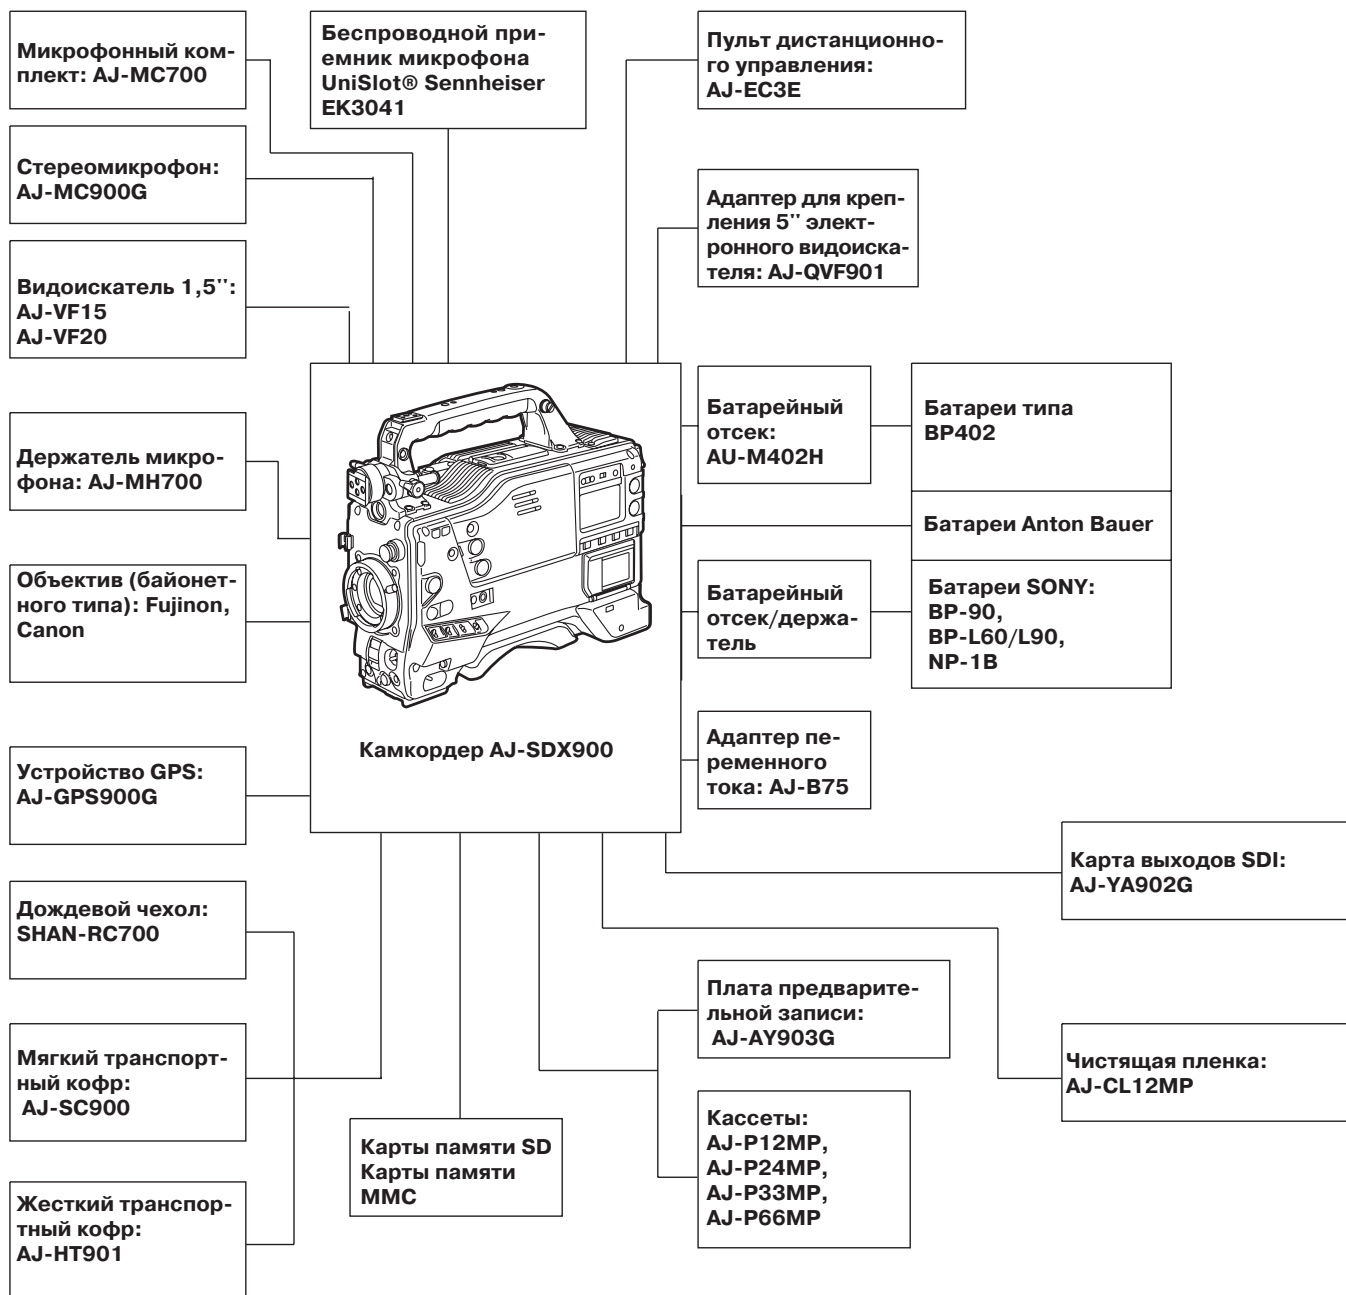 Микрофонный ком-
плект: AJ-MC700
Беспроводной при-
емник микрофона
UniSlot® Sennheiser
EK3041
Пульт дистанционно-
го управления:
AJ-EC3E
Стереомикрофон:
AJ-MC900G
Адаптер для креп-
ления 5'' элект-
ронного видоиска-
теля: AJ-QVF901
Видоискатель 1,5'':
AJ-VF15
AJ-VF20
Батарейный
отсек:
AU-M402H
Батареи типа
BP402
Держатель микро-
фона: AJ-MH700
Батареи Anton Bauer
Объектив (байонет-
ного типа): Fujinon,
Canon
Батарейный
отсек/держа-
тель
Батареи SONY:
BP-90,
BP-L60/L90,
NP-1B
Камкордер AJ-SDX900
Адаптер пе-
ременного
тока: AJ-B75
Устройство GPS:
AJ-GPS900G
Карта выходов SDI:
AJ-YA902G
Дождевой чехол:
SHAN-RC700
Плата предварите-
льной записи:
AJ-AY903G
Мягкий транспорт-
ный кофр:
AJ-SC900
Чистящая пленка:
AJ-CL12MP
Карты памяти SD
Карты памяти
MMC
Кассеты:
AJ-P12MP,
AJ-P24MP,
AJ-P33MP,
AJ-P66MP
Жесткий транспор-
тный кофр:
AJ-HT901